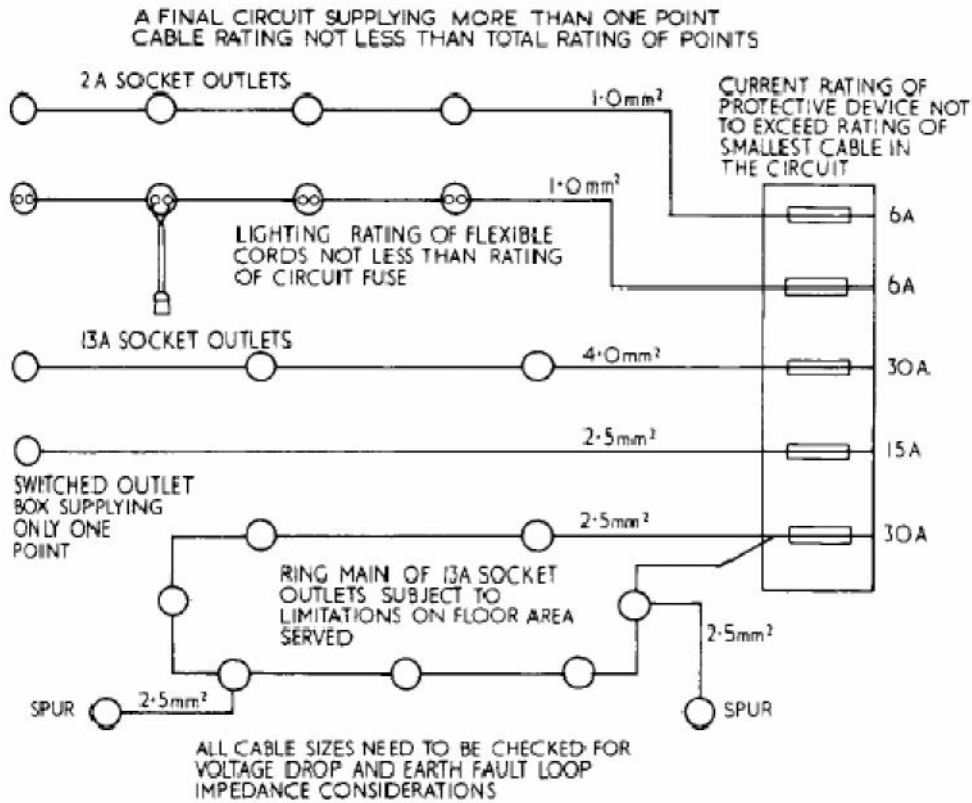 A FINAL CIRCUIT SUPPLYING MORE THAN ONE POINT
CABLE RATING NOT LESS THAN TOTAL RATING OF POINTS
2A SOCKET OUTLETS
1·0mm²
CURRENT RATING OF
PROTECTIVE DEVICE NOT
TO EXCEED RATING OF
SMALLEST CABLE IN
THE CIRCUIT
6A
1·0mm²
LIGHTING RATING OF FLEXIBLE
CORDS NOT LESS THAN RATING
OF CIRCUIT FUSE
6A
13A SOCKET OUTLETS
4·0mm²
30A
2·5mm²
15A
SWITCHED OUTLET
BOX SUPPLYING
ONLY ONE
POINT
2·5mm²
30A
RING MAIN OF 13A SOCKET
OUTLETS SUBJECT TO
LIMITATIONS ON FLOOR AREA
SERVED
2·5mm²
SPUR
2·5mm²
SPUR
ALL CABLE SIZES NEED TO BE CHECKED FOR
VOLTAGE DROP AND EARTH FAULT LOOP
IMPEDANCE CONSIDERATIONS